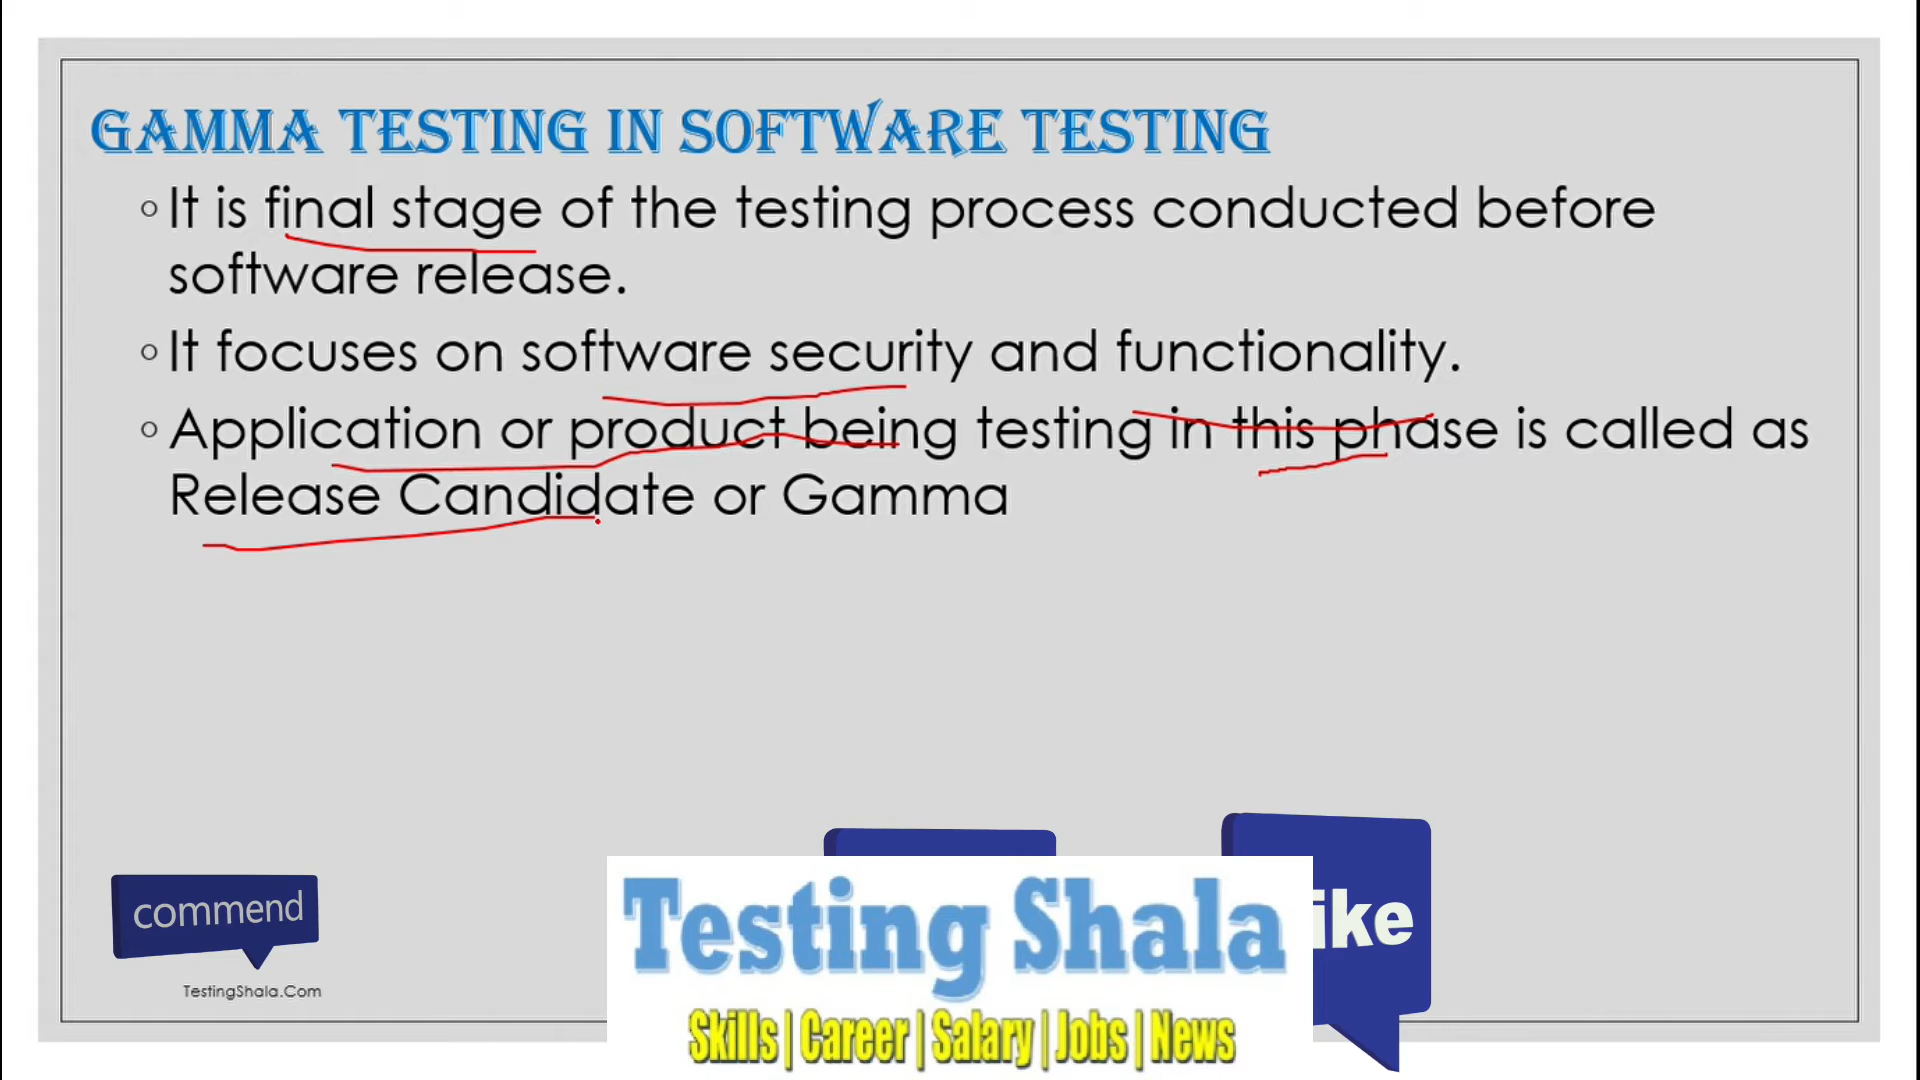 GAMMA TESTING IN SOFTWARE TESTING
It is final stage of the testing process conducted before
software release.
It focuses on software security and functionality.
Application or product being testing in this phase is called as
Release Candidate or Gamma
commend
ike
Testing Shala
TestingShala.Com
Skills | Career | Salary | Jobs | News